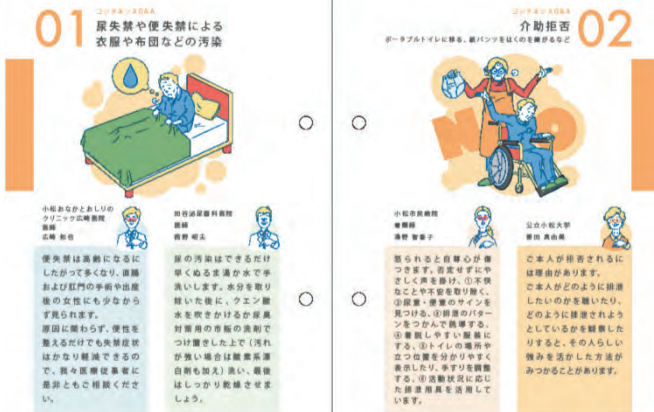 コンチネンスQ&A
01
尿失禁や便失禁による
衣服や布団などの汚染
小松おなかとおしりの
クリニック広崎医院
医師
便失禁は高齢になるに
したがって多くなり、直腸
および肛門の手術や出産
後の女性にも少なから
ず見られます。
原因に関わらず、便性を
整えるだけでも失禁症状
はかなり軽減できるの
で、我々医療従事者に
是非ともご相談くださ
い。
田谷泌尿器科医院
医師
尿の汚染はできるだけ
早くぬるま湯か水で手
洗いします。水分を取り
除いた後に、クエン酸
水を吹きかけるか尿臭
対策用の市販の洗剤で
つけ置きした上で（汚れ
が強い場合は酸素系漂
白剤も加え）洗い、最後
はしっかり乾燥させま
しょう。
コンチネンスQ&A
02
介助拒否
ポータブルトイレに移る、紙パンツをはくのを嫌がるなど
NO
小松市民病院
看護師
怒られると自尊心が傷
つきます。否定せずにや
さしく声を掛け、①不快
なことや不安を取り除く、
②尿意・便意のサインを
見つける、③排泄のパター
ンをつかんで誘導する、
④着脱しやすい服装に
する、⑤トイレの場所や
立つ位置を分かりやすく
表示したり、手すりを調整
する、⑥活動状況に応じ
た排泄用具を活用して
います。
公立小松大学
ご本人が拒否されるに
は理由があります。
ご本人がどのように排泄
したいのかを聴いたり、
どのように排泄されよう
としているかを観察した
りすると、その人らしい
強みを活かした方法が
みつかることがあります。